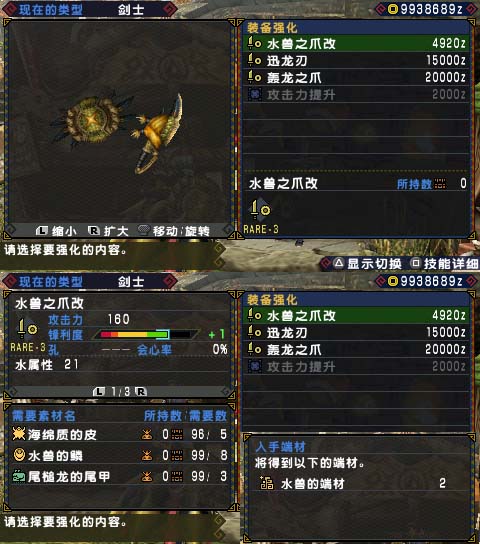 现在的类型 剑士
9938689z
装备强化
水兽之爪改 4920z
迅龙刃 15000z
轰龙之爪 20000z
攻击力提升 2000z
水兽之爪改 所持数 0
RARE-3
L 缩小 R 扩大 移动/旋转
请选择要强化的内容。
△显示切换 □技能详细
现在的类型 剑士
9938689z
水兽之爪改
攻击力 160
RARE-3
锋利度 +1
孔 --- 会心率 0%
水属性 21
L 1/3 R
装备强化
水兽之爪改 4920z
迅龙刃 15000z
轰龙之爪 20000z
攻击力提升 2000z
需要素材名 所持数/需要数
海绵质的皮 0 96/ 5
水兽的鳞 0 99/ 8
尾槌龙的尾甲 0 99/ 3
入手端材
将得到以下的端材。
水兽的端材 2
请选择要强化的内容。